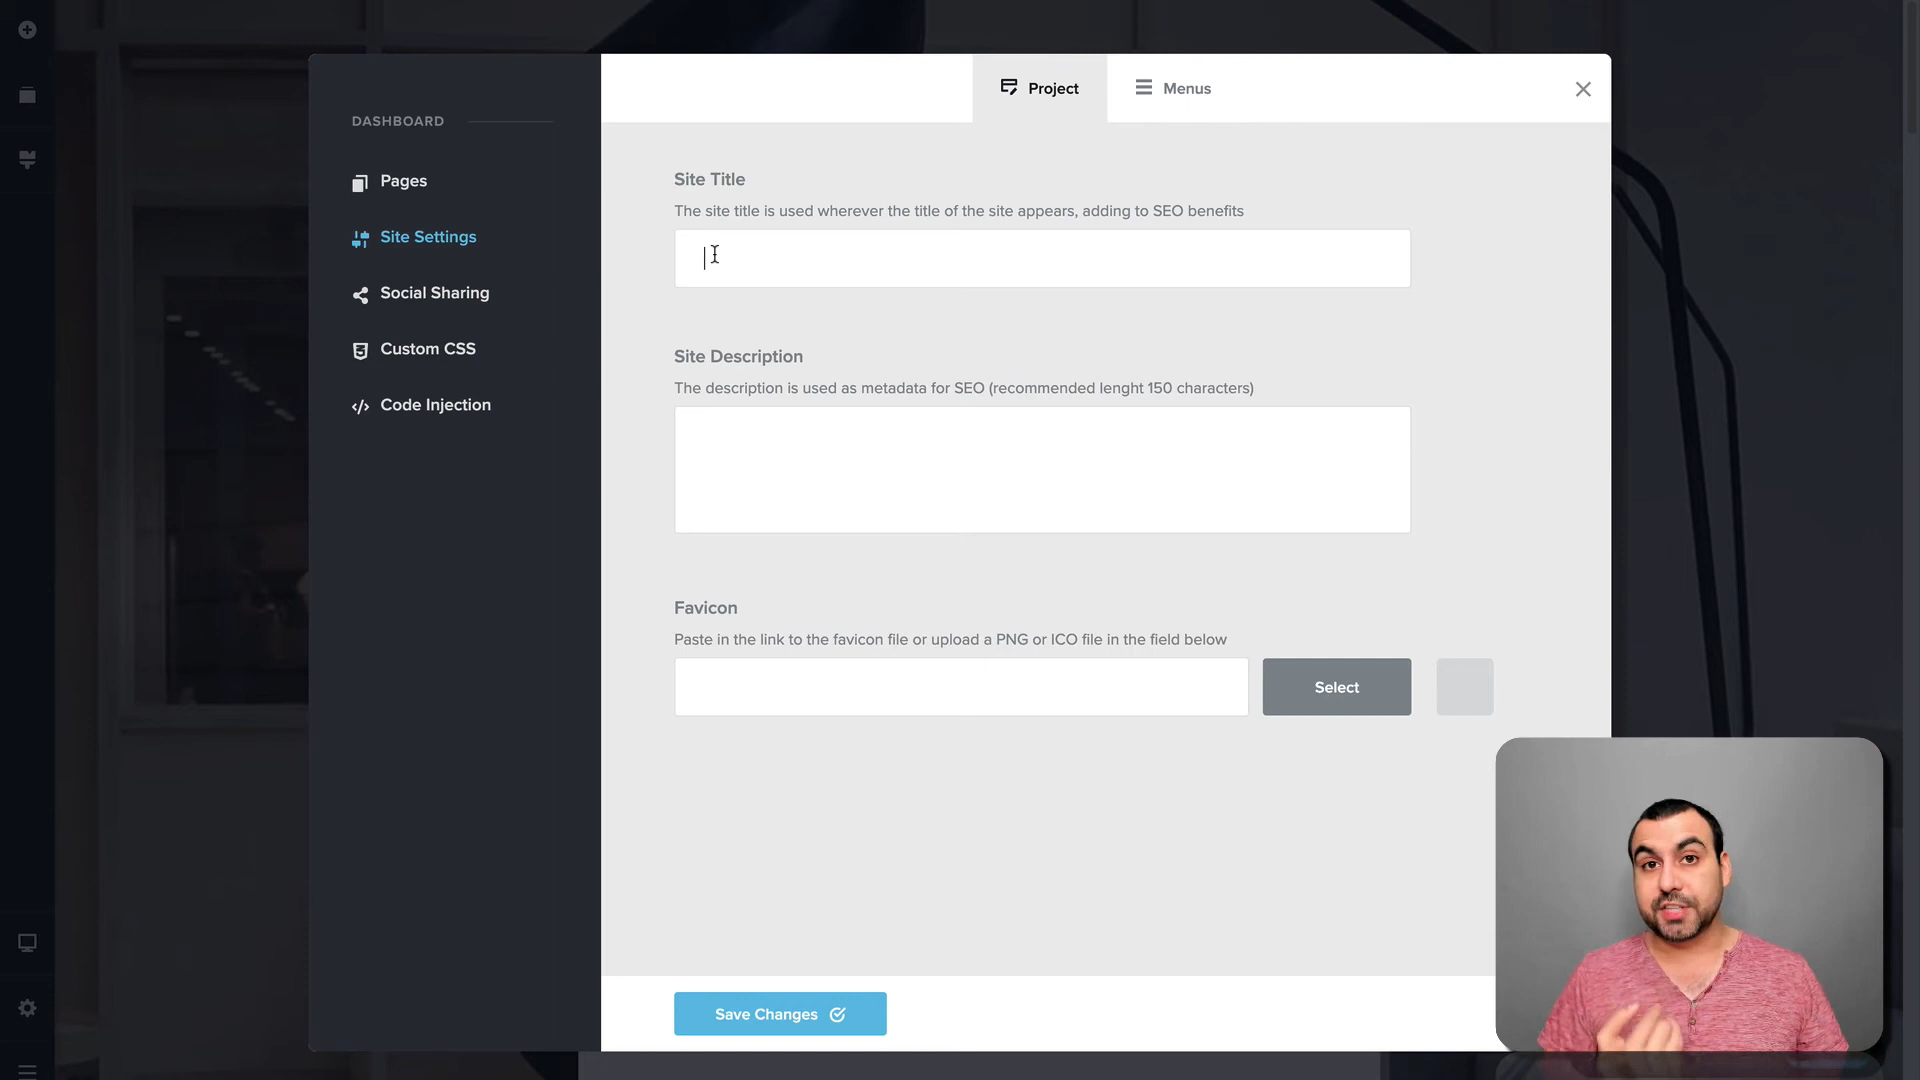 Project
Menus
DASHBOARD
Pages
Site Settings
Social Sharing
Custom CSS
Code Injection
Site Title
The site title is used wherever the title of the site appears, adding to SEO benefits
Site Description
The description is used as metadata for SEO (recommended lenght 150 characters)
Favicon
Paste in the link to the favicon file or upload a PNG or ICO file in the field below
Select
Save Changes